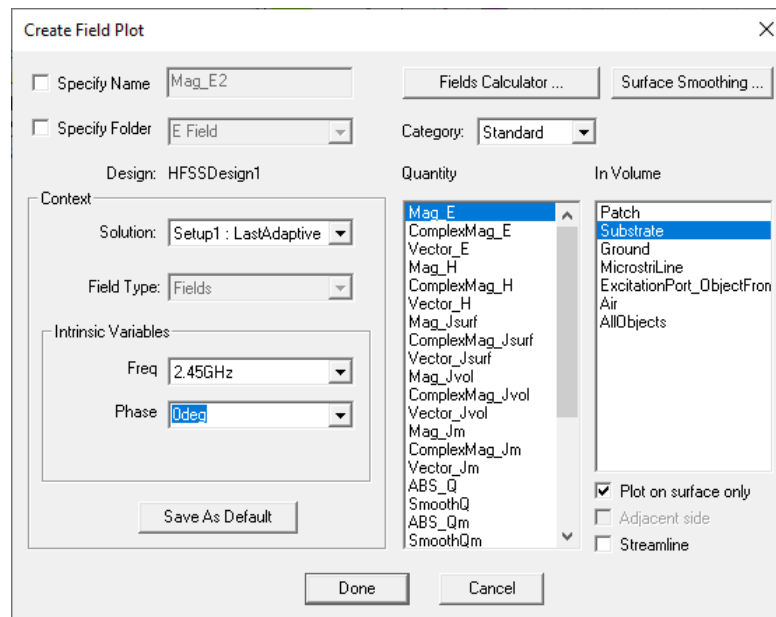 Create Field Plot
Specify Name
Mag_E2
Fields Calculator ...
Surface Smoothing ...
Specify Folder
E Field
Category:
Standard
Design:
HFSSDesign1
Quantity
In Volume
Context
Solution:
Setup1 : LastAdaptive
Field Type:
Fields
Intrinsic Variables
Freq
2.45GHz
Phase
0deg
Save As Default
Mag_E
ComplexMag_E
Vector_E
Mag_H
ComplexMag_H
Vector_H
Mag_Jsurf
ComplexMag_Jsurf
Vector_Jsurf
Mag_Jvol
ComplexMag_Jvol
Vector_Jvol
Mag_Jm
ComplexMag_Jm
Vector_Jm
ABS_Q
SmoothQ
ABS_Qm
SmoothQm
Patch
Substrate
Ground
MicrostriLine
ExcitationPort_ObjectFron
Air
AllObjects
Plot on surface only
Adjacent side
Streamline
Done
Cancel